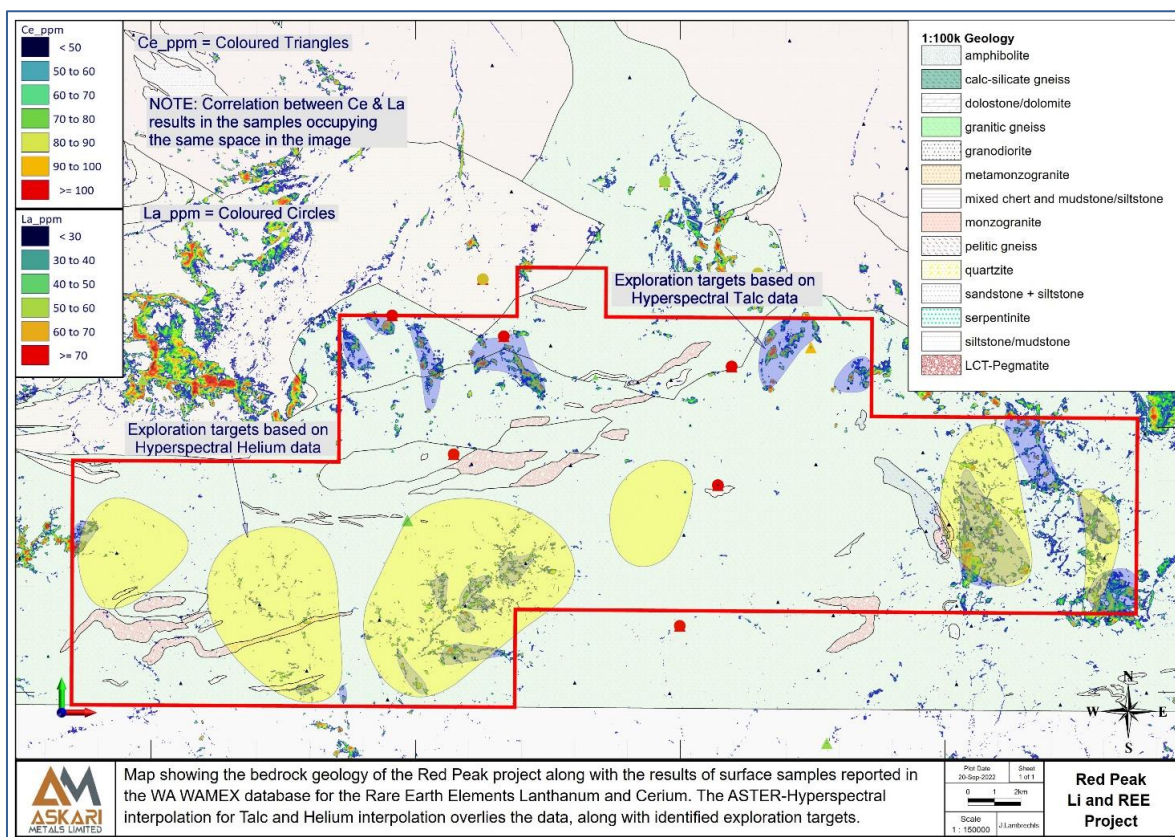 Ce_ppm
< 50
50 to 60
60 to 70
70 to 80
80 to 90
90 to 100
>= 100
La_ppm
< 30
30 to 40
40 to 50
50 to 60
60 to 70
>= 70
Ce_ppm = Coloured Triangles
NOTE: Correlation between Ce & La
results in the samples occupying
the same space in the image
La_ppm = Coloured Circles
Exploration targets based on
Hyperspectral Talc data
Exploration targets based on
Hyperspectral Helium data
1:100k Geology
amphibolite
calc-silicate gneiss
dolostone/dolomite
granitic gneiss
granodiorite
metamonzogranite
mixed chert and mudstone/siltstone
monzogranite
pelitic gneiss
quartzite
sandstone + siltstone
serpentinite
siltstone/mudstone
LCT-Pegmatite
N
W E
S
AM
ASKARI
METALS LIMITED
Map showing the bedrock geology of the Red Peak project along with the results of surface samples reported in
the WA WAMEX database for the Rare Earth Elements Lanthanum and Cerium. The ASTER-Hyperspectral
interpolation for Talc and Helium interpolation overlies the data, along with identified exploration targets.
Plot Date
20-Sep-2022
Sheet
1 of 1
0 1 2km
Scale
1 : 150000
J.Lambrechts
Red Peak
Li and REE
Project